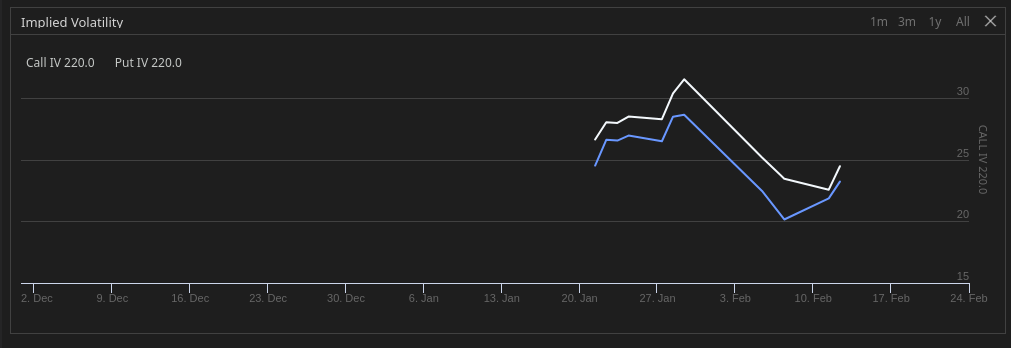 Implied Volatility 1m 3m 1y All
Call IV 220.0 Put IV 220.0
30
25
20
15
CALL IV 220.0
2. Dec 9. Dec 16. Dec 23. Dec 30. Dec 6. Jan 13. Jan 20. Jan 27. Jan 3. Feb 10. Feb 17. Feb 24. Feb